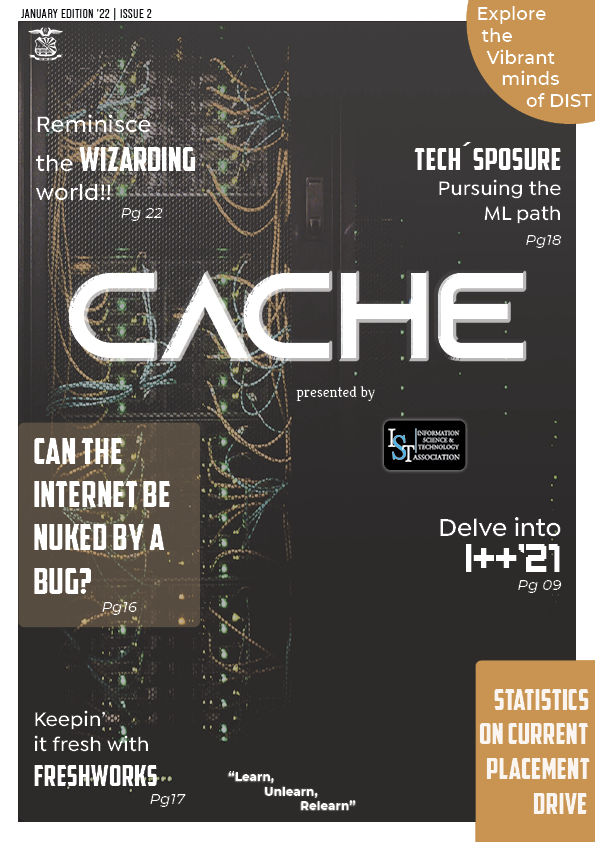 JANUARY EDITION '22 | ISSUE 2
Explore
the
Vibrant
minds
of DIST
Reminisce
the WIZARDING
world!!
Pg 22
TECH´SPOSURE
Pursuing the
ML path
Pg18
CACHE
presented by
IST
INFORMATION
SCIENCE &
TECHNOLOGY
ASSOCIATION
CAN THE
INTERNET BE
NUKED BY A
BUG?
Pg16
Delve into
I++'21
Pg 09
STATISTICS
ON CURRENT
PLACEMENT
DRIVE
Keepin'
it fresh with
FRESHWORKS
Pg17
“Learn,
Unlearn,
Relearn”